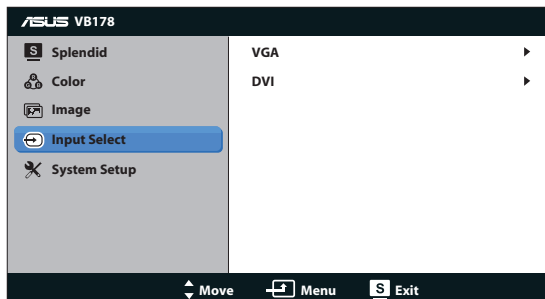 ASUS VB178
S Splendid
Color
Image
Input Select
System Setup
VGA
DVI
Move Menu S Exit